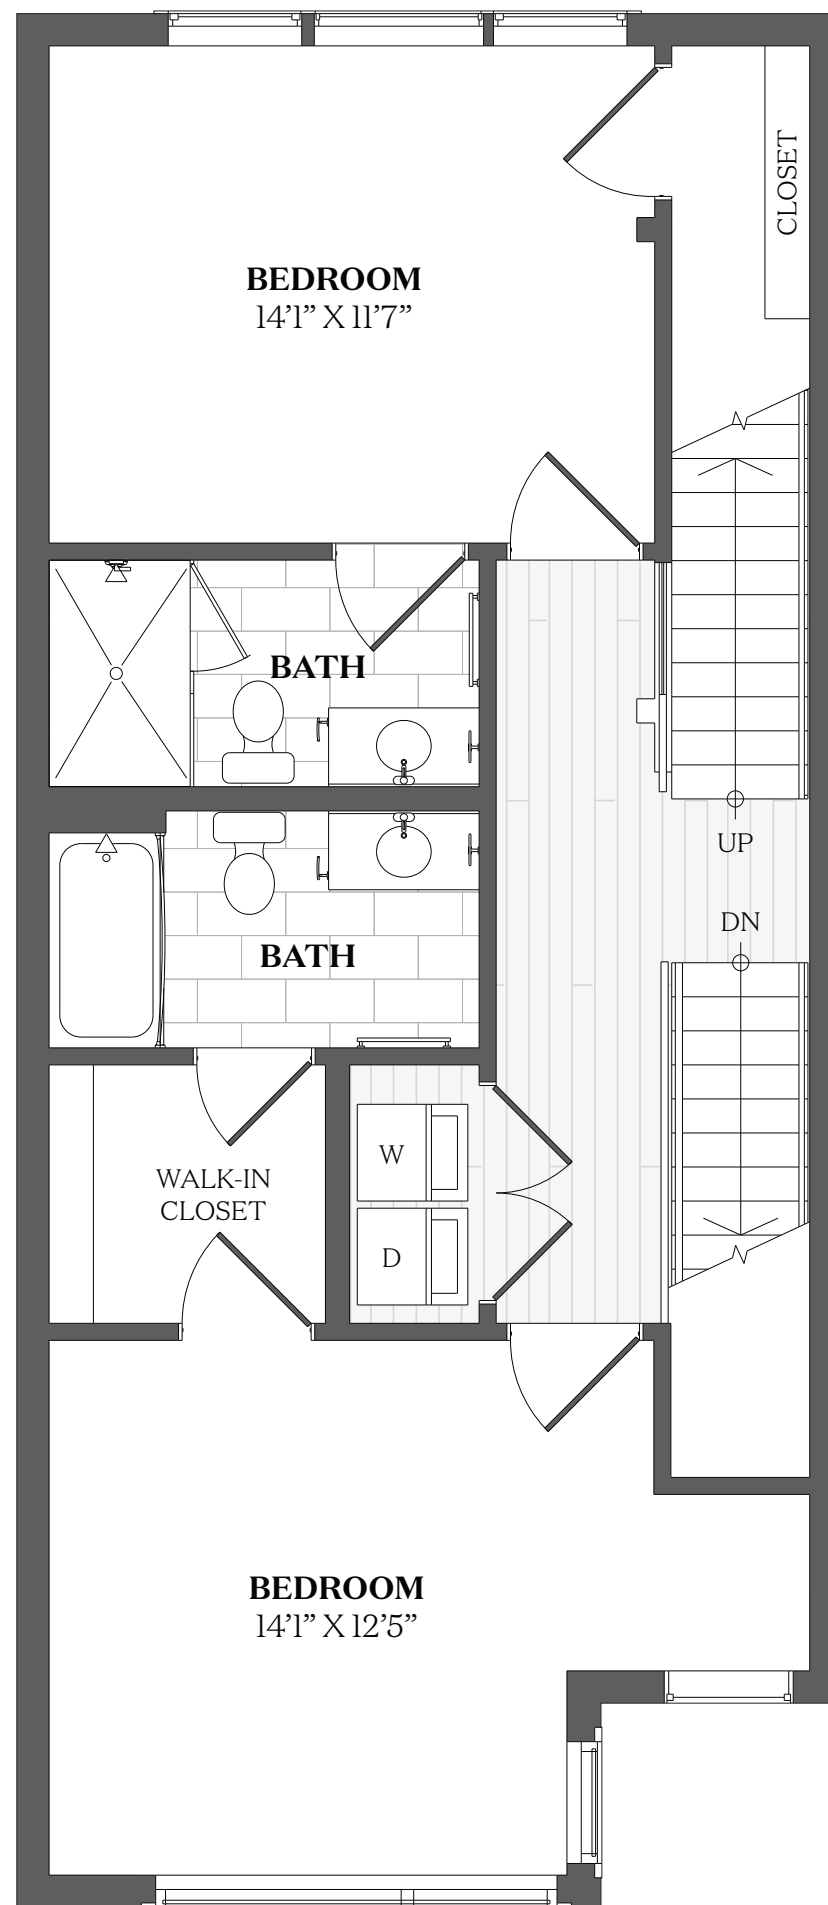 CLOSET
BEDROOM
14’1” X 11’7”
BATH
UP
DN
BATH
W
WALK-IN
CLOSET
D
BEDROOM
14’1” X 12’5”